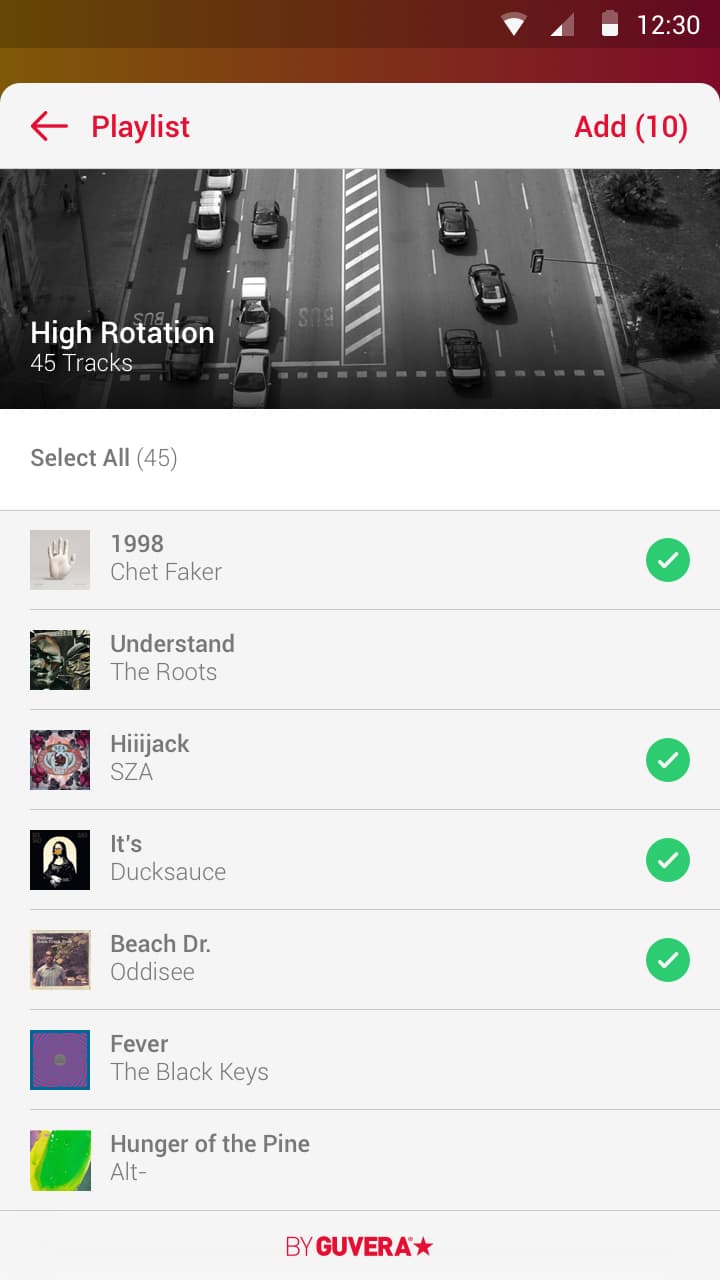 12:30
Playlist
Add (10)
BUS
BUS
High Rotation
45 Tracks
Select All (45)
1998
Chet Faker
Understand
The Roots
Hiiijack
SZA
It's
Ducksauce
Beach Dr.
Oddisee
Fever
The Black Keys
Hunger of the Pine
Alt-
BY GUVERA